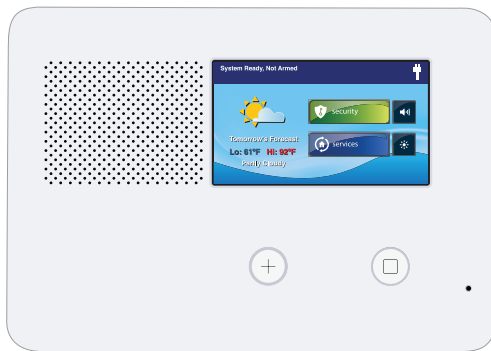 System Ready, Not Armed
security
Tomorrow's Forecast
Lo: 61°F Hi: 92°F
services
Partly Cloudy